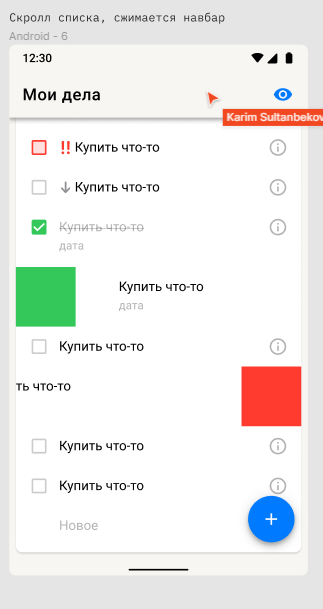 Скролл списка, сжимается навбар
Android - 6
12:30
Мои дела
Karim Sultanbekov
!! Купить что-то
↓ Купить что-то
Купить что-то
дата
Купить что-то
дата
Купить что-то
ть что-то
Купить что-то
Купить что-то
Новое